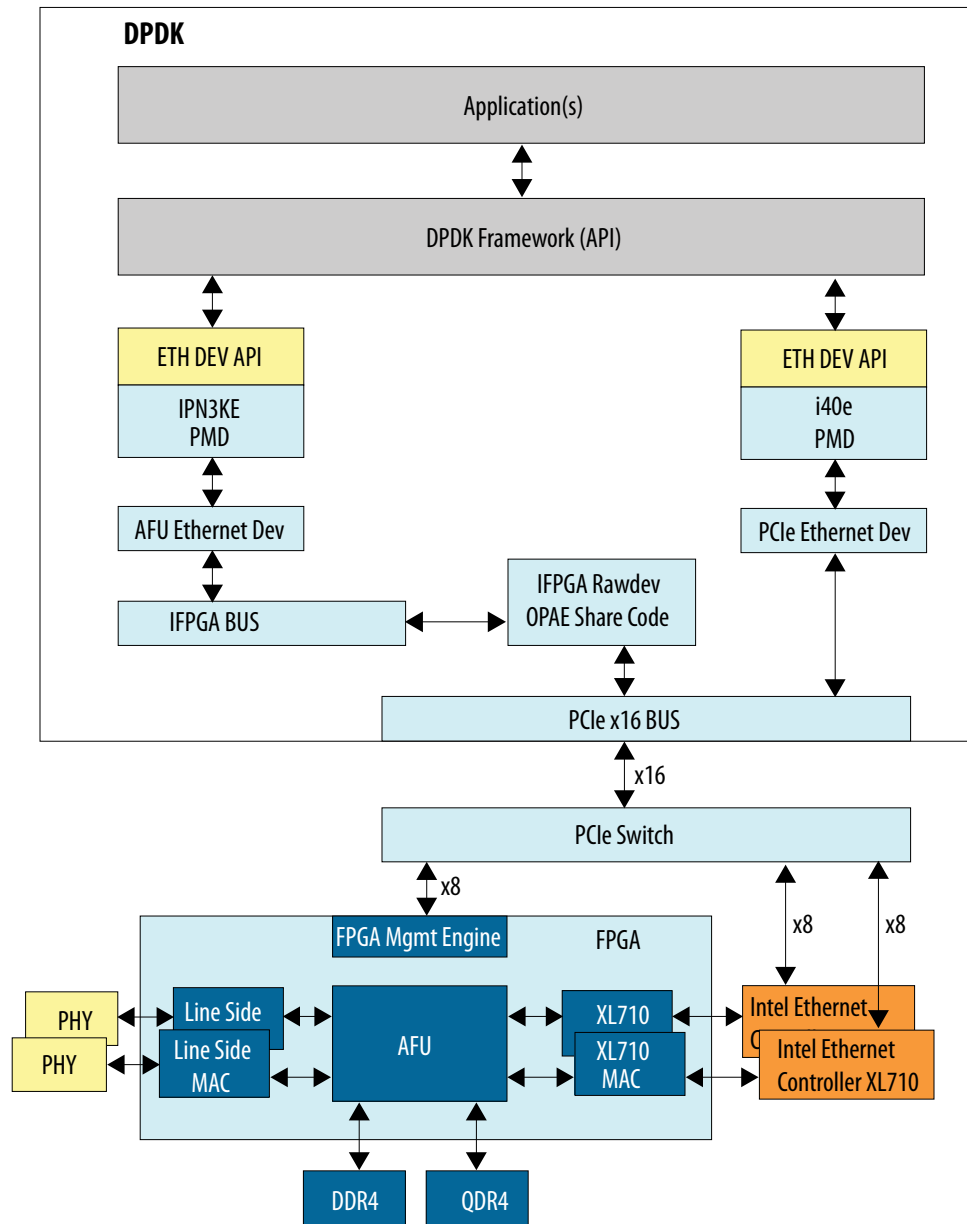 DPDK
Application(s)
DPDK Framework (API)
ETH DEV API
IPN3KE
PMD
ETH DEV API
i40e
PMD
AFU Ethernet Dev
PCIe Ethernet Dev
IFPGA BUS
IFPGA Rawdev
OPAE Share Code
PCIe x16 BUS
x16
PCIe Switch
x8
x8
x8
FPGA Mgmt Engine
FPGA
PHY
PHY
Line Side
Line Side
MAC
AFU
XL710
XL710
MAC
Intel Ethernet
Intel Ethernet
Controller XL710
DDR4
QDR4